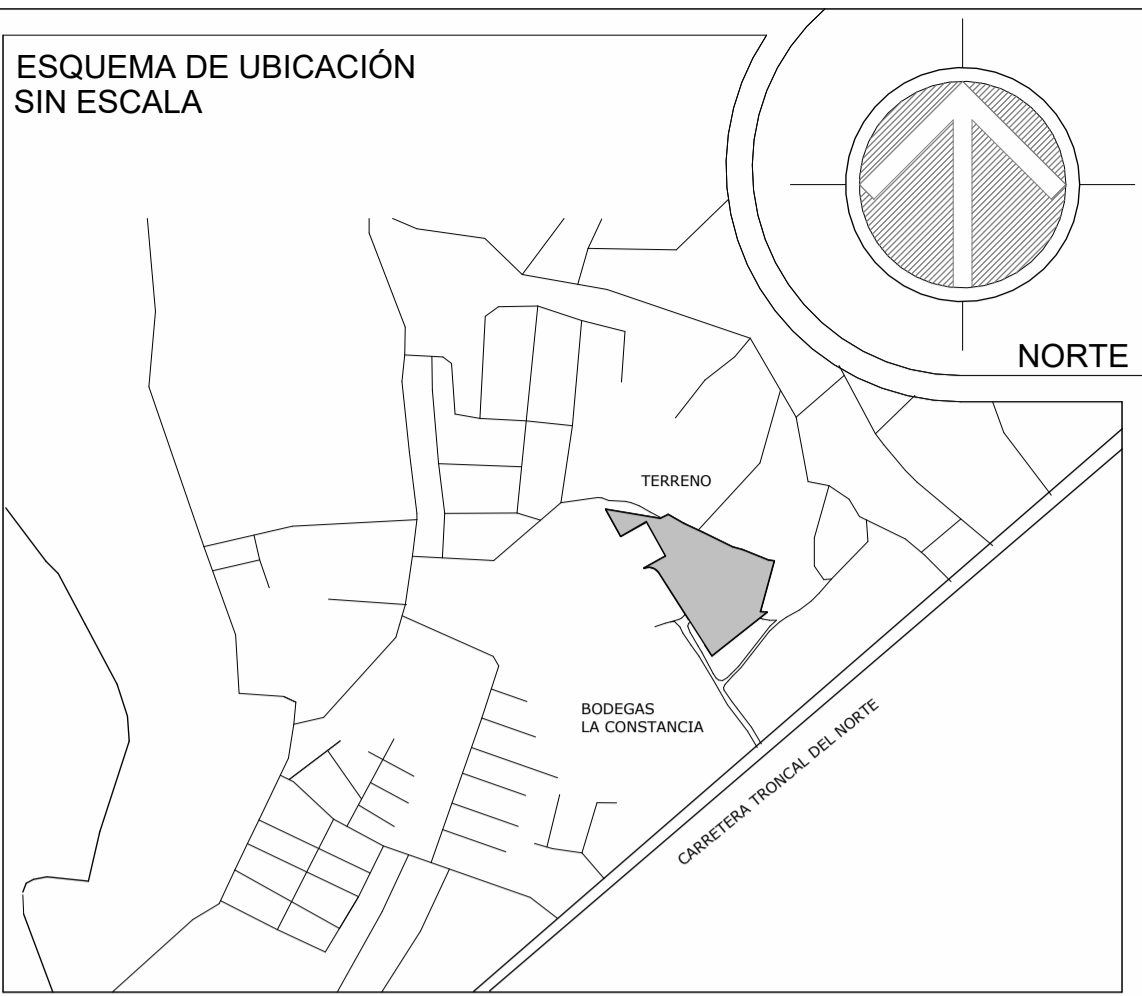 ESQUEMA DE UBICACIÓN
SIN ESCALA
NORTE
TERRENO
BODEGAS
LA CONSTANCIA
CARRETERA TRONCAL DEL NORTE